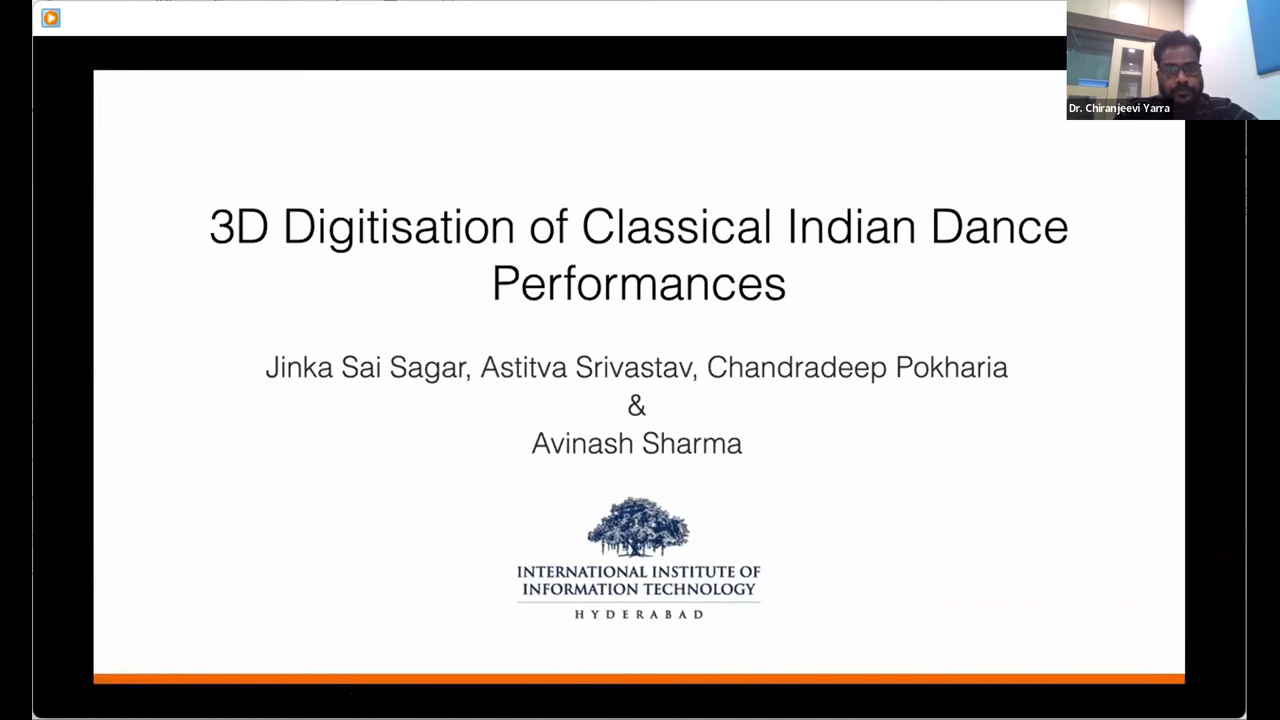 Dr. Chiranjeevi Yarra
3D Digitisation of Classical Indian Dance
Performances
Jinka Sai Sagar, Astitva Srivastav, Chandradeep Pokharia
&
Avinash Sharma
INTERNATIONAL INSTITUTE OF
INFORMATION TECHNOLOGY
HYDERABAD